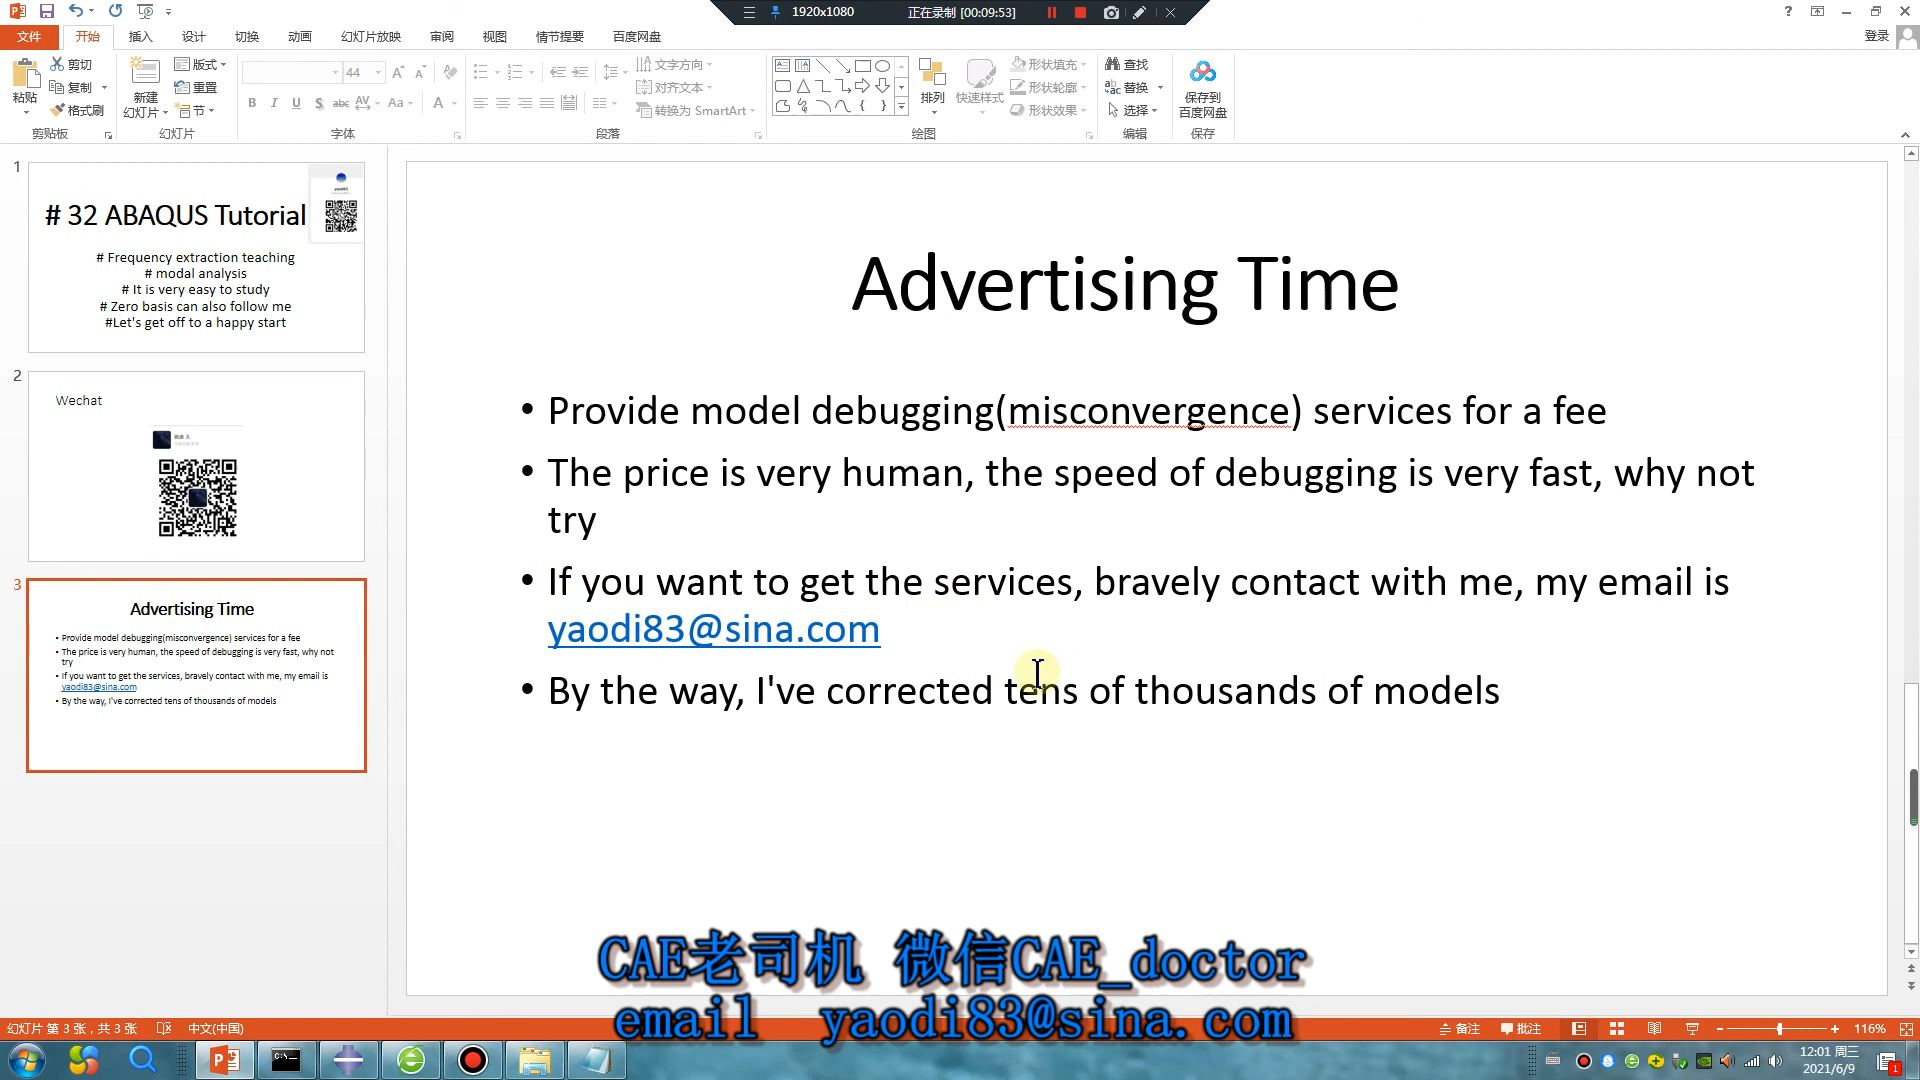 1920x1080 正在录制 [00:09:53]
文件 开始 插入 设计 切换 动画 幻灯片放映 审阅 视图 情节提要 百度网盘 登录
粘贴 剪切 复制 格式刷 剪贴板
新建 幻灯片 版式 重置 节 幻灯片
44 B I U S abc AV Aa A 字体
文字方向 对齐文本 转换为 SmartArt 段落
排列 快速样式 形状填充 形状轮廓 形状效果 绘图
查找 替换 选择 编辑
保存到 百度网盘 保存
1
# 32 ABAQUS Tutorial
# Frequency extraction teaching
# modal analysis
# It is very easy to study
# Zero basis can also follow me
#Let's get off to a happy start
2
Wechat
3
Advertising Time
• Provide model debugging(misconvergence) services for a fee
• The price is very human, the speed of debugging is very fast, why not
try
• If you want to get the services, bravely contact with me, my email is
yaodi83@sina.com
• By the way, I've corrected tens of thousands of models
Advertising Time
• Provide model debugging(misconvergence) services for a fee
• The price is very human, the speed of debugging is very fast, why not
try
• If you want to get the services, bravely contact with me, my email is
yaodi83@sina.com
• By the way, I've corrected tens of thousands of models
CAE老司机 微信CAE_doctor
email yaodi83@sina.com
幻灯片 第 3 张，共 3 张 中文(中国) 备注 批注 116%
12:01 周三
2021/6/9